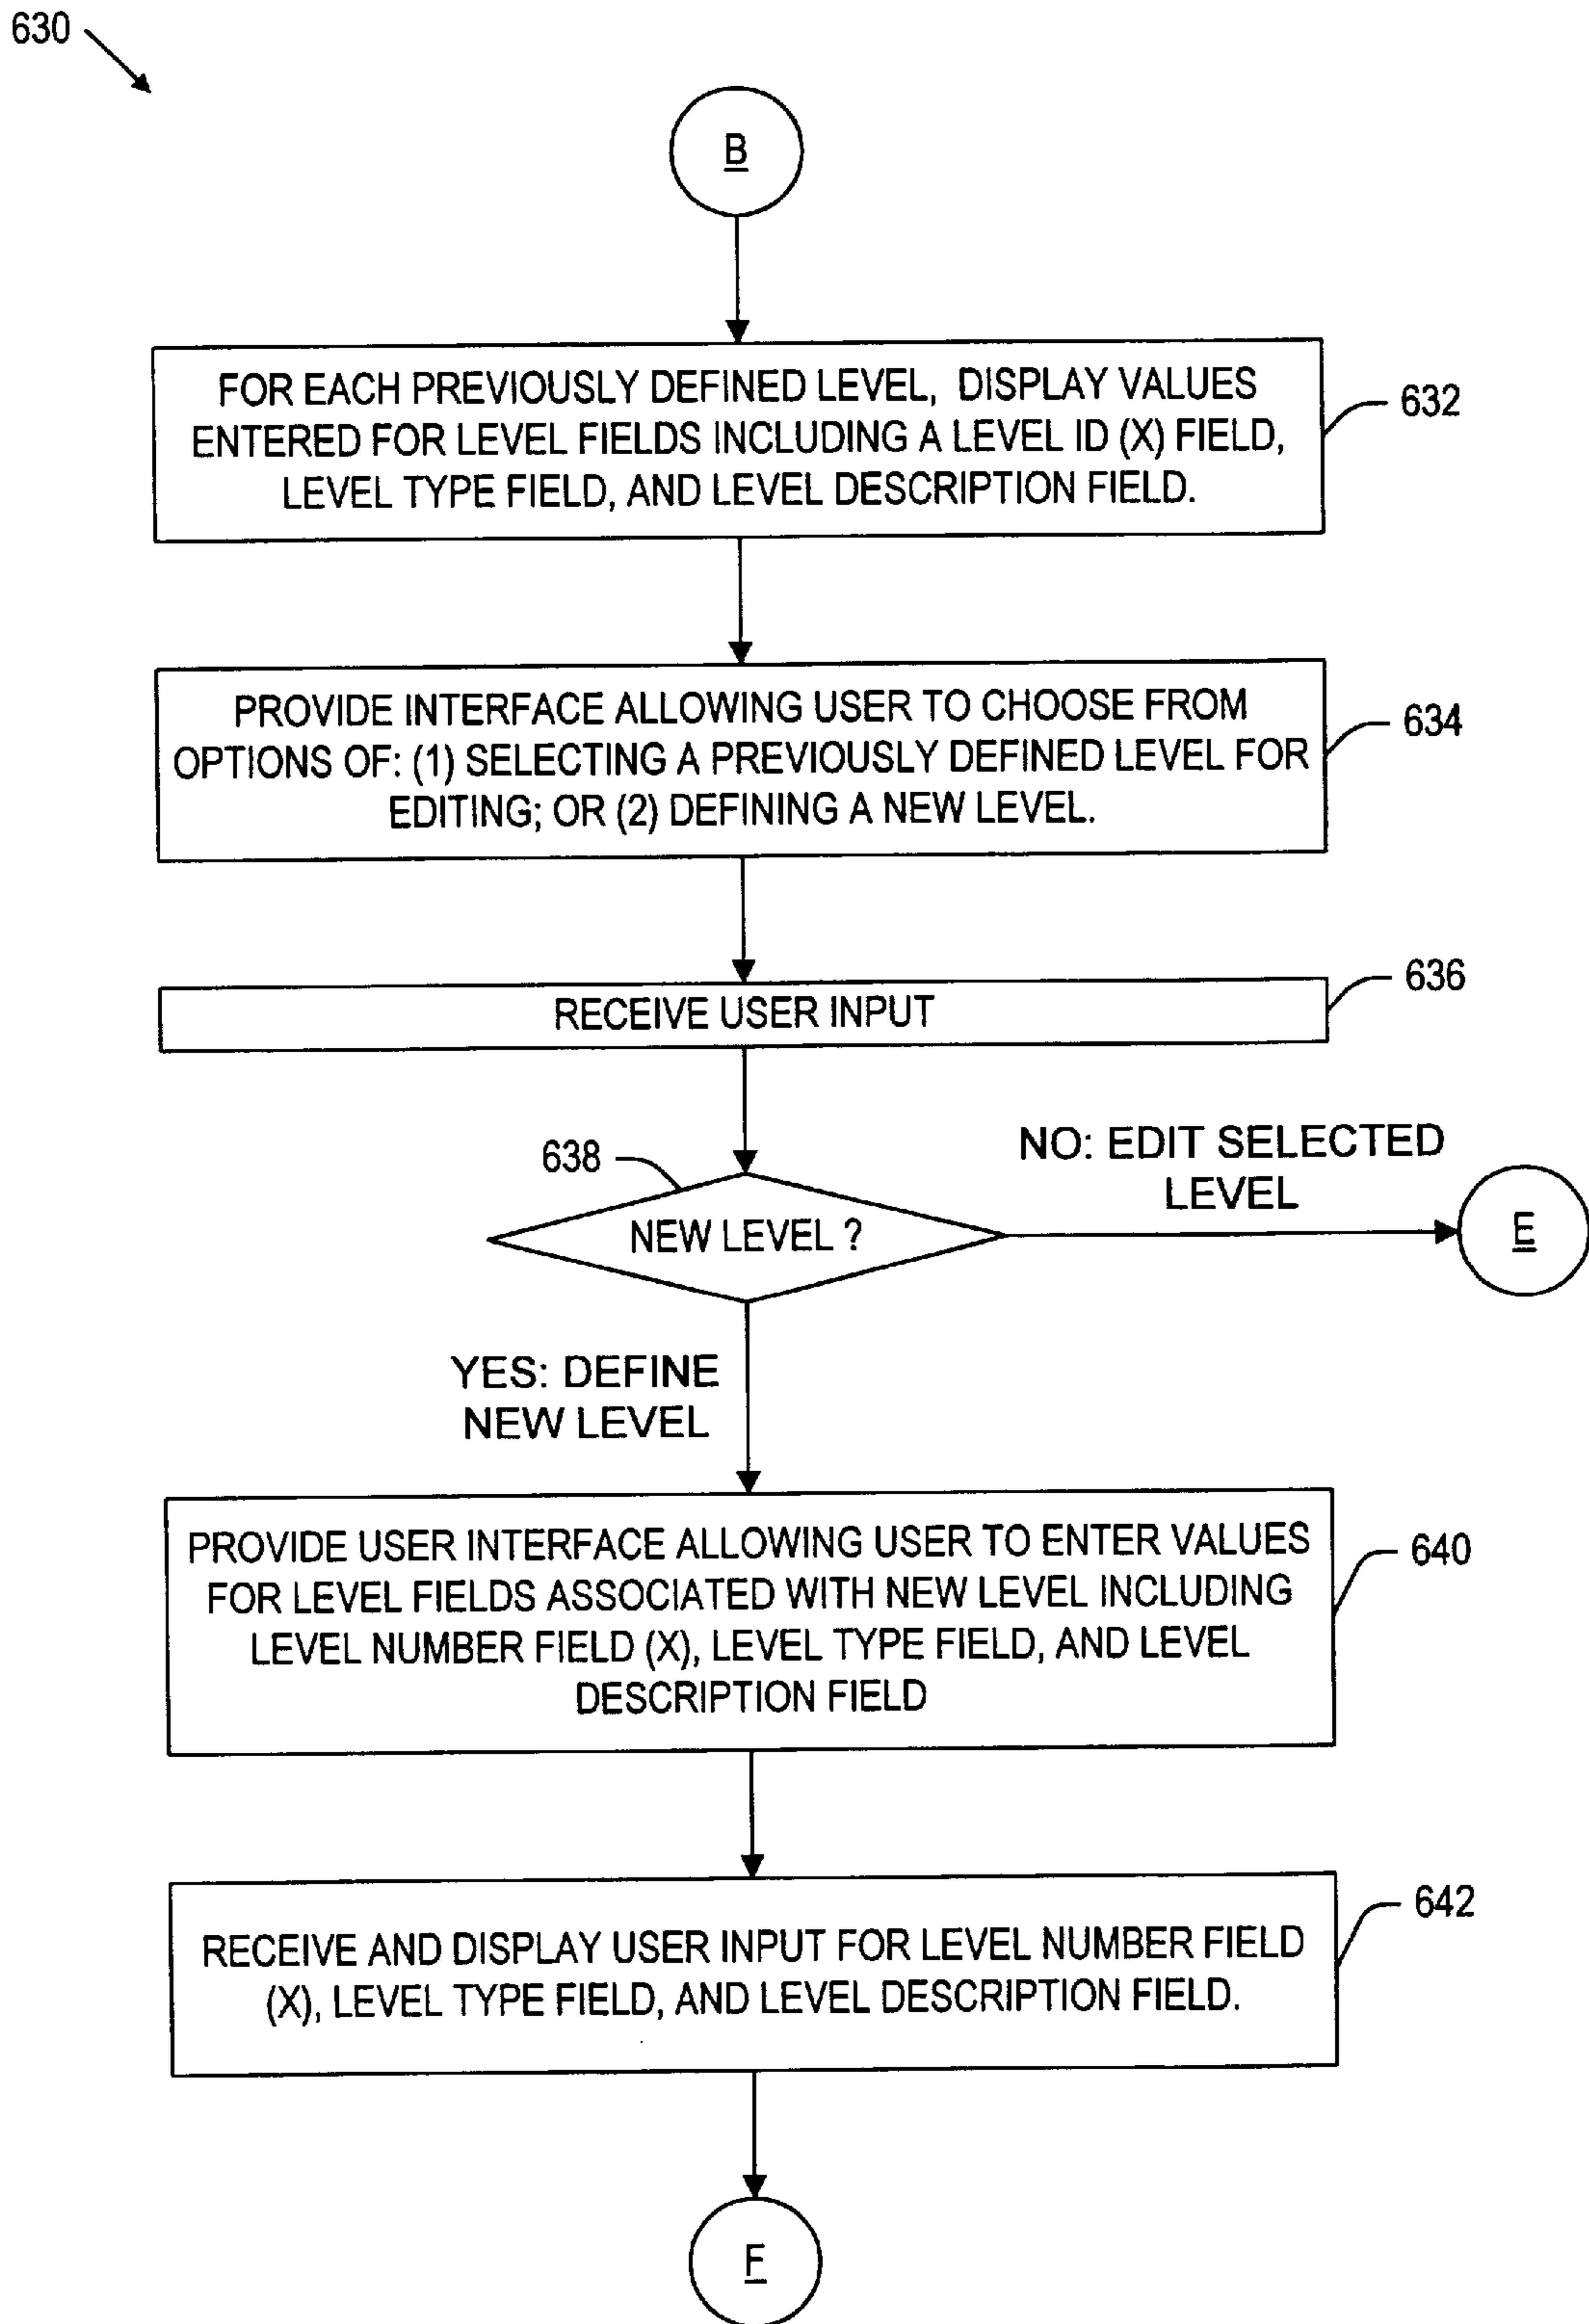 630
B
FOR EACH PREVIOUSLY DEFINED LEVEL, DISPLAY VALUES
ENTERED FOR LEVEL FIELDS INCLUDING A LEVEL ID (X) FIELD,
LEVEL TYPE FIELD, AND LEVEL DESCRIPTION FIELD.
632
PROVIDE INTERFACE ALLOWING USER TO CHOOSE FROM
OPTIONS OF: (1) SELECTING A PREVIOUSLY DEFINED LEVEL FOR
EDITING; OR (2) DEFINING A NEW LEVEL.
634
RECEIVE USER INPUT
636
638
NEW LEVEL ?
NO: EDIT SELECTED
LEVEL
E
YES: DEFINE
NEW LEVEL
PROVIDE USER INTERFACE ALLOWING USER TO ENTER VALUES
FOR LEVEL FIELDS ASSOCIATED WITH NEW LEVEL INCLUDING
LEVEL NUMBER FIELD (X), LEVEL TYPE FIELD, AND LEVEL
DESCRIPTION FIELD
640
RECEIVE AND DISPLAY USER INPUT FOR LEVEL NUMBER FIELD
(X), LEVEL TYPE FIELD, AND LEVEL DESCRIPTION FIELD.
642
F